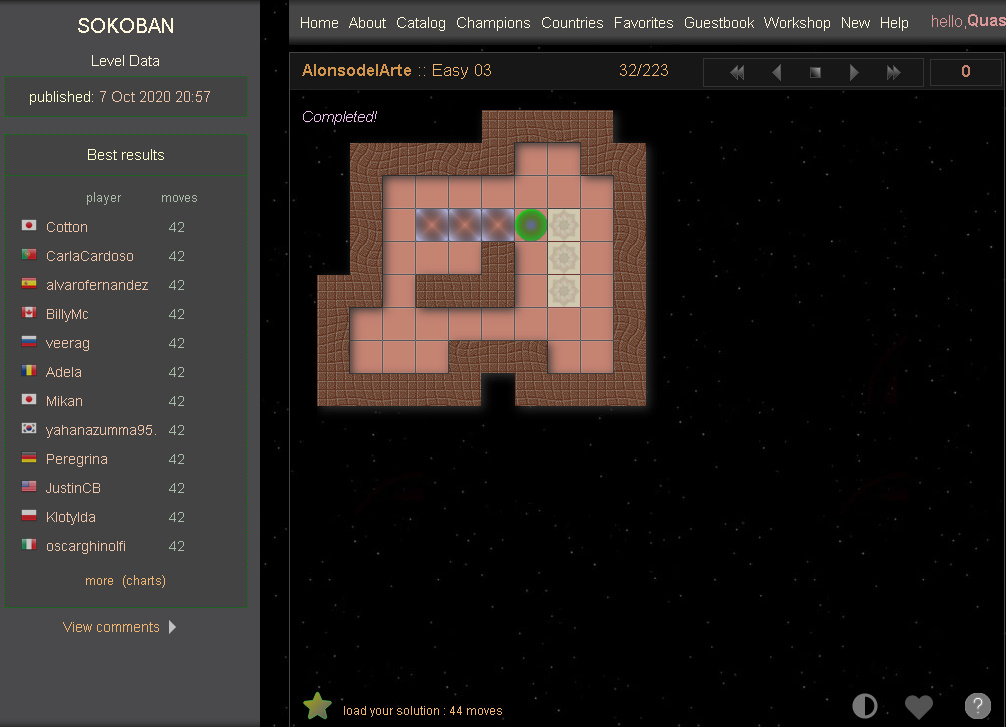 SOKOBAN
Level Data
published: 7 Oct 2020 20:57
Best results
player moves
Cotton 42
CarlaCardoso 42
alvarofernandez 42
BillyMc 42
veerag 42
Adela 42
Mikan 42
yahanazumma95. 42
Peregrina 42
JustinCB 42
Klotylda 42
oscarghinolfi 42
more (charts)
View comments
Home About Catalog Champions Countries Favorites Guestbook Workshop New Help hello,Quas
AlonsodelArte :: Easy 03 32/223 0
Completed!
load your solution : 44 moves
?